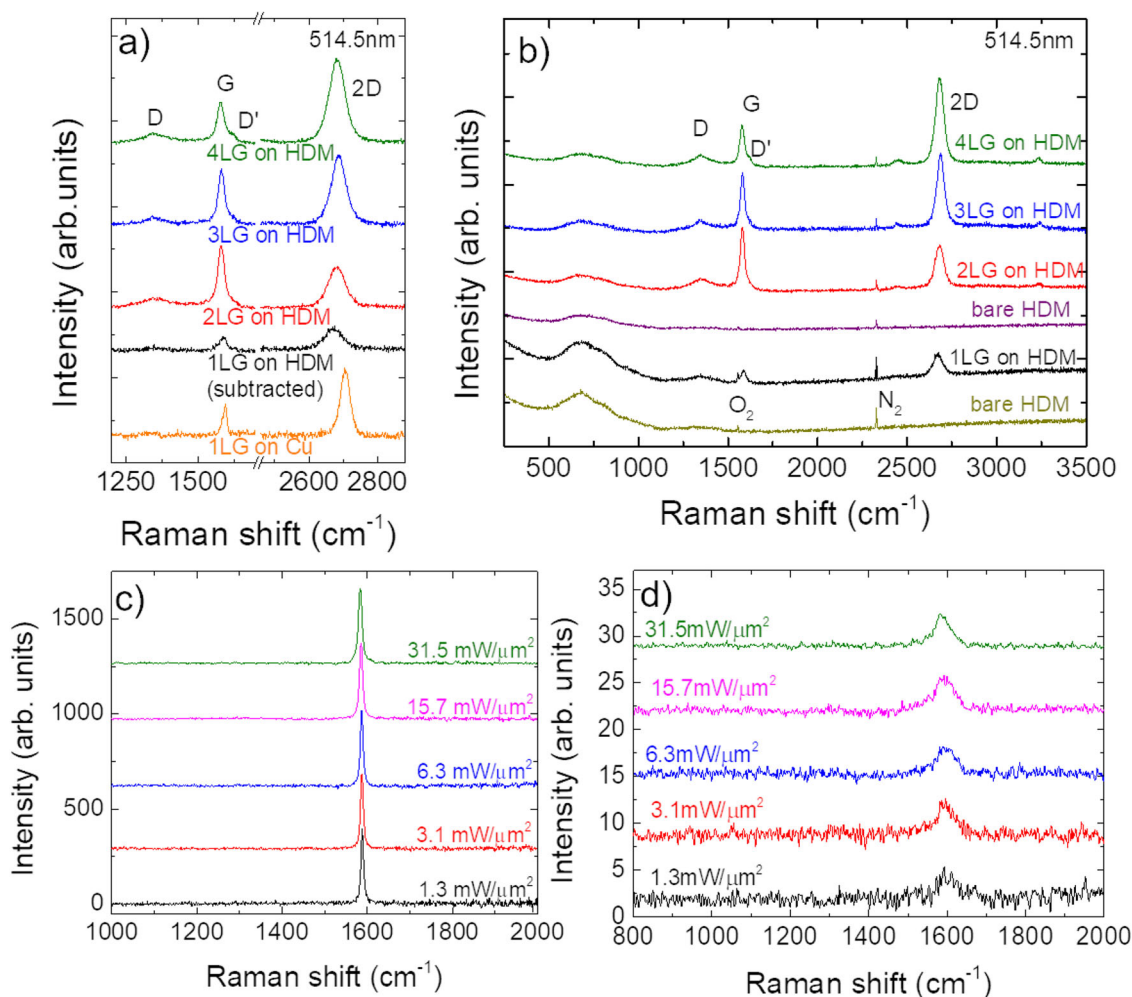 a)
514.5nm
D
G
D'
2D
4LG on HDM
3LG on HDM
2LG on HDM
1LG on HDM
(subtracted)
1LG on Cu
Intensity (arb.units)
1250 1500 2600 2800
Raman shift (cm⁻¹)
b)
514.5nm
D
G
D'
2D
4LG on HDM
3LG on HDM
2LG on HDM
bare HDM
1LG on HDM
O₂
N₂
bare HDM
Intensity (arb. units)
500 1000 1500 2000 2500 3000 3500
Raman shift (cm⁻¹)
c)
1500
1000
500
0
31.5 mW/μm²
15.7 mW/μm²
6.3 mW/μm²
3.1 mW/μm²
1.3 mW/μm²
Intensity (arb. units)
1000 1200 1400 1600 1800 2000
Raman shift (cm⁻¹)
d)
35
30
25
20
15
10
5
0
31.5mW/μm²
15.7mW/μm²
6.3mW/μm²
3.1mW/μm²
1.3mW/μm²
Intensity (arb. units)
800 1000 1200 1400 1600 1800 2000
Raman shift (cm⁻¹)